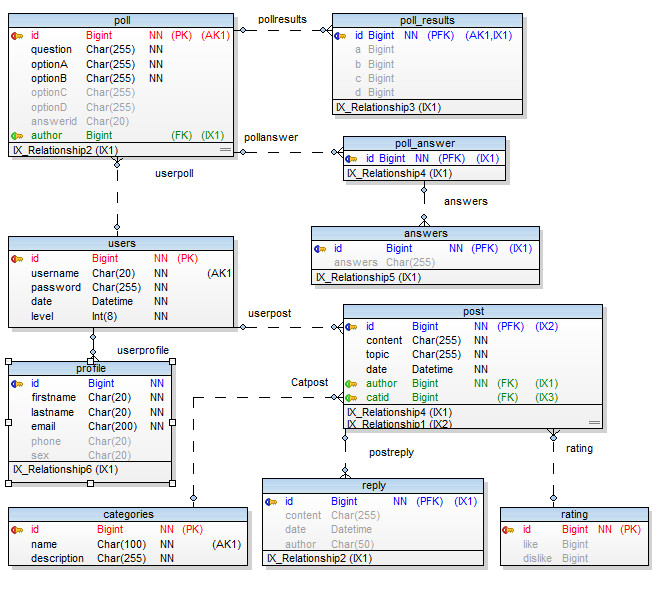 poll
id Bigint NN (PK) (AK1)
question Char(255) NN
optionA Char(255) NN
optionB Char(255) NN
optionC Char(255)
optionD Char(255)
answerid Char(20)
author Bigint (FK) (IX1)
IX_Relationship2 (IX1)
pollresults
poll_results
id Bigint NN (PFK) (AK1,IX1)
a Bigint
b Bigint
c Bigint
d Bigint
IX_Relationship3 (IX1)
pollanswer
poll_answer
id Bigint NN (PFK) (IX1)
IX_Relationship4 (IX1)
userpoll
answers
answers
id Bigint NN (PFK) (IX1)
answers Char(255)
IX_Relationship5 (IX1)
users
id Bigint NN (PK)
username Char(20) NN (AK1
password Char(255) NN
date Datetime NN
level Int(8) NN
userpost
post
id Bigint NN (PFK) (IX2)
content Char(255) NN
topic Char(255) NN
date Datetime NN
author Bigint NN (FK) (IX1)
catid Bigint (FK) (IX3)
IX_Relationship4 (IX1)
IX_Relationship1 (IX2)
userprofile
profile
id Bigint NN
firstname Char(20) NN
lastname Char(20) NN
email Char(200) NN
phone Char(20)
sex Char(20)
IX_Relationship6 (IX1)
Catpost
postreply
rating
categories
id Bigint NN (PK)
name Char(100) NN (AK1)
description Char(255) NN
reply
id Bigint NN (PFK) (IX1)
content Char(255)
date Datetime
author Char(50)
IX_Relationship2 (IX1)
rating
id Bigint NN (PK)
like Bigint
dislike Bigint